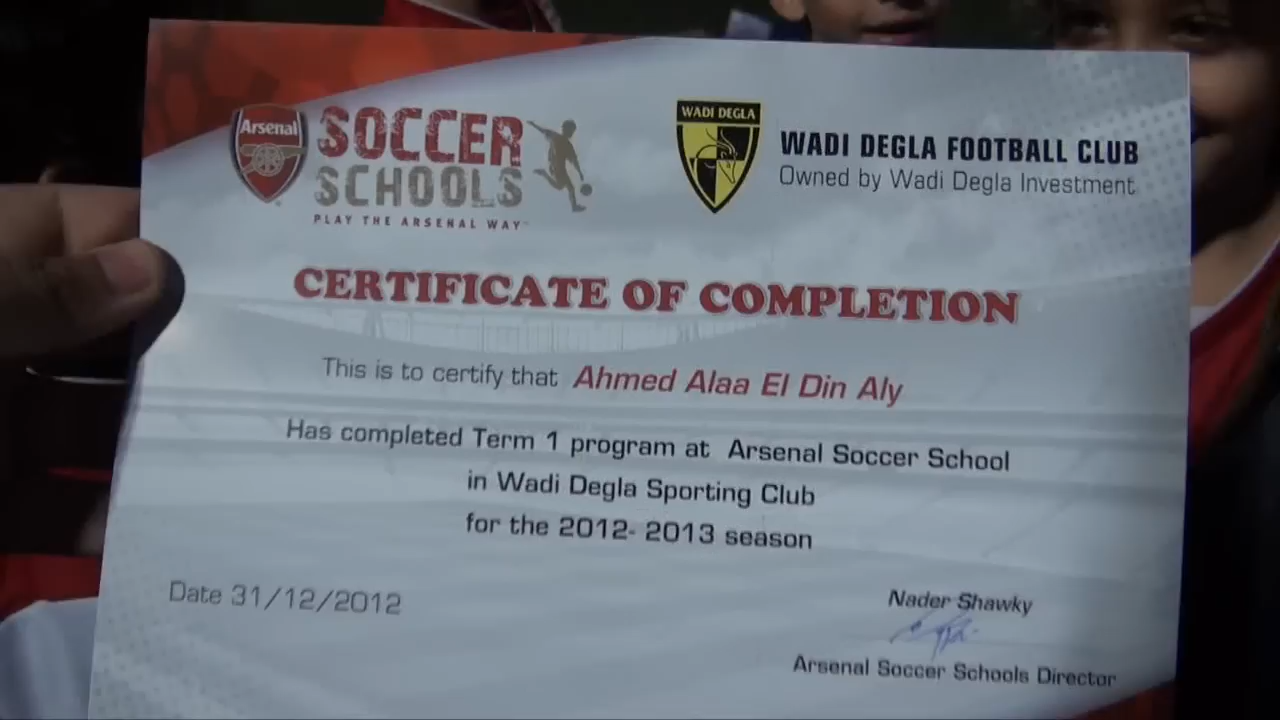 Arsenal
SOCCER
SCHOOLS
PLAY THE ARSENAL WAY
WADI DEGLA
WADI DEGLA FOOTBALL CLUB
Owned by Wadi Degla Investment
CERTIFICATE OF COMPLETION
This is to certify that Ahmed Alaa El Din Aly
Has completed Term 1 program at Arsenal Soccer School
in Wadi Degla Sporting Club
for the 2012- 2013 season
Date 31/12/2012
Nader Shawky
Arsenal Soccer Schools Director